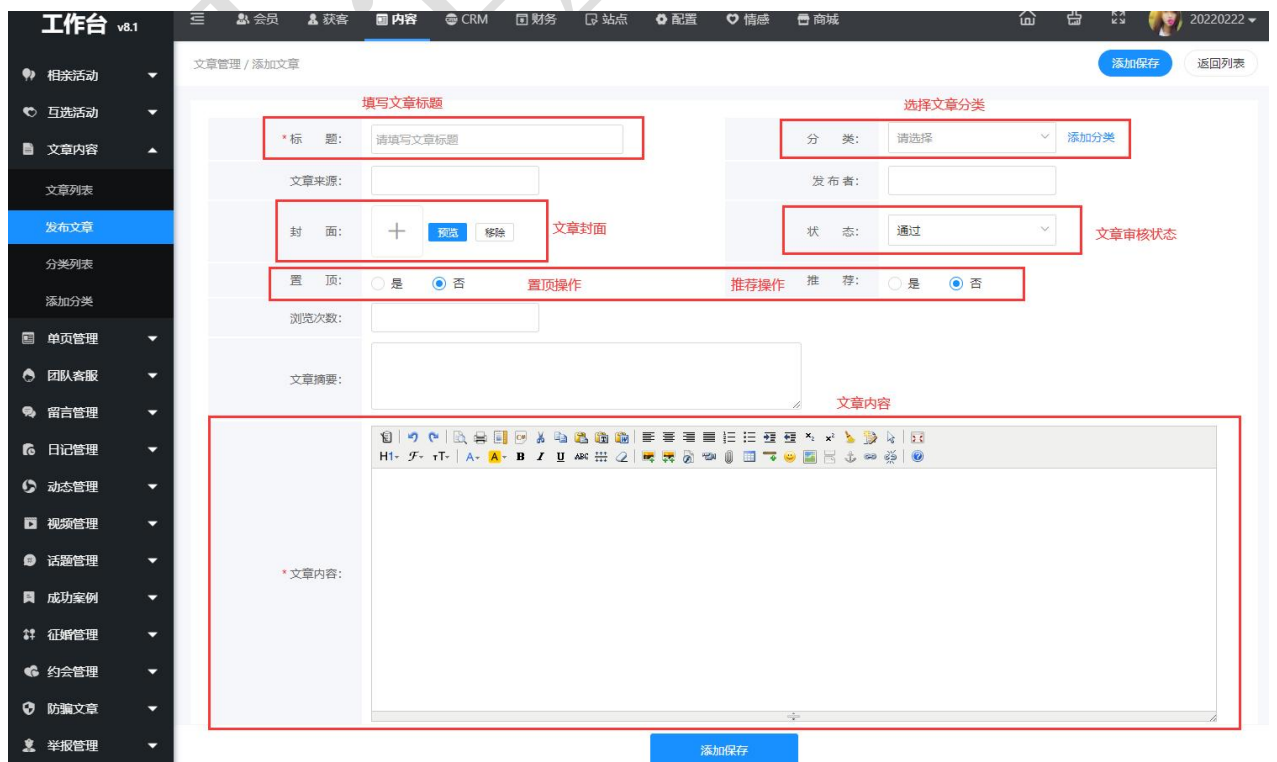 工作台 v8.1
会员 获客 内容 CRM 财务 站点 配置 情感 商城 20220222
相亲活动
互选活动
文章内容
文章列表
发布文章
分类列表
添加分类
单页管理
团队客服
留言管理
日记管理
动态管理
视频管理
话题管理
成功案例
征婚管理
约会管理
防骗文章
举报管理
文章管理 / 添加文章 添加保存 返回列表
填写文章标题 选择文章分类
*标 题: 请填写文章标题 分 类: 请选择 添加分类
文章来源: 发 布 者:
封 面: 预览 移除 文章封面 状 态: 通过 文章审核状态
置 顶: 是 否 置顶操作 推荐操作 推 荐: 是 否
浏览次数:
文章摘要:
文章内容
H1 F тT A A B I U ABC
*文章内容:
添加保存